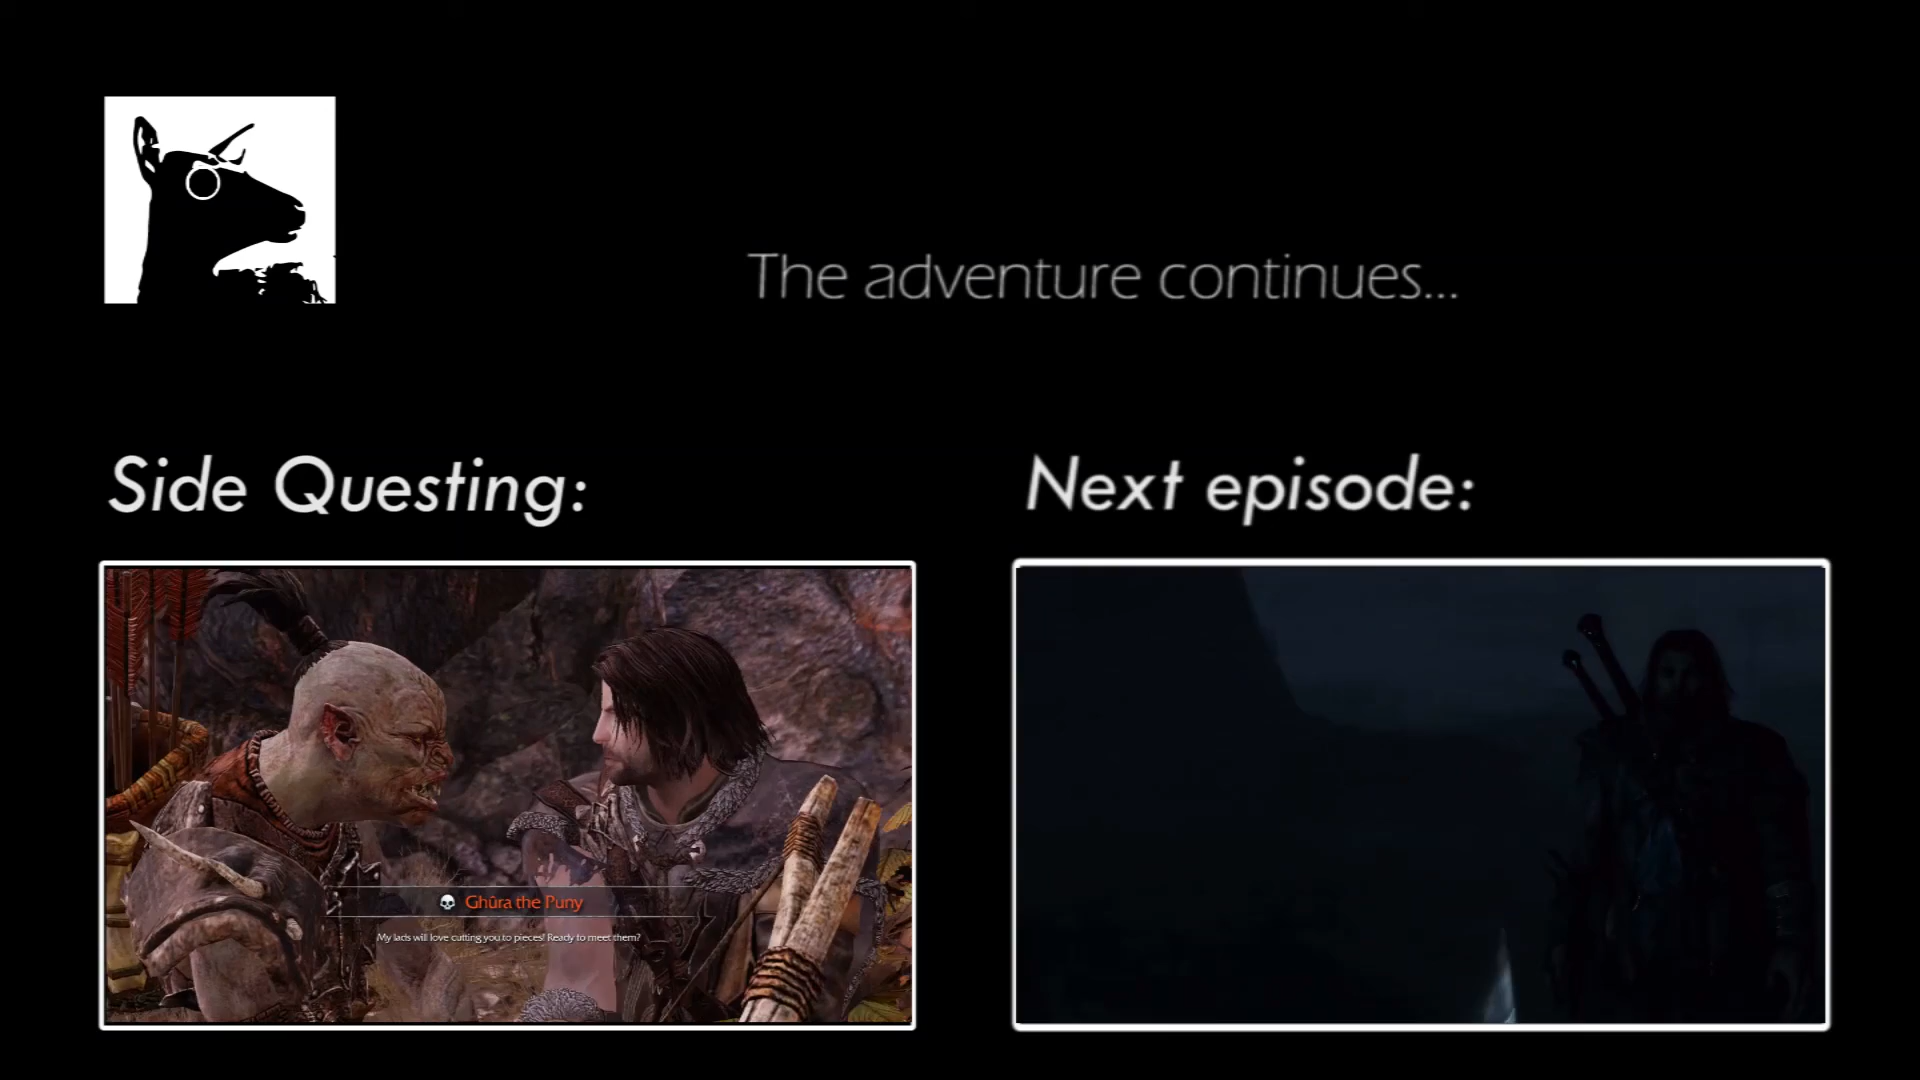 The adventure continues...
Side Questing:
Next episode:
Ghûra the Puny
My lads will love cutting you to pieces! Ready to meet them?